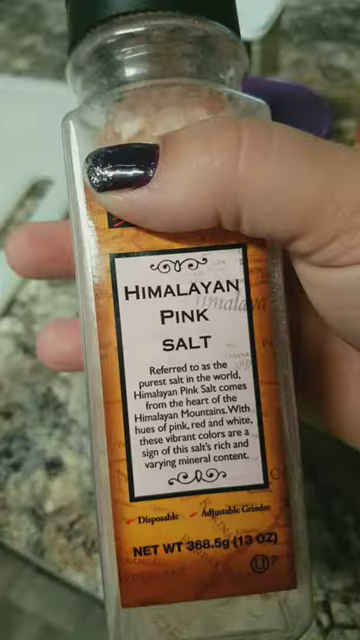 HIMALAYAN
PINK
SALT
Referred to as the
purest salt in the world,
Himalayan Pink Salt comes
from the heart of the
Himalayan Mountains. With
hues of pink, red and white,
these vibrant colors are a
sign of this salt's rich and
varying mineral content.
Disposable Adjustable Grinder
NET WT 368.5g (13 OZ)
U P